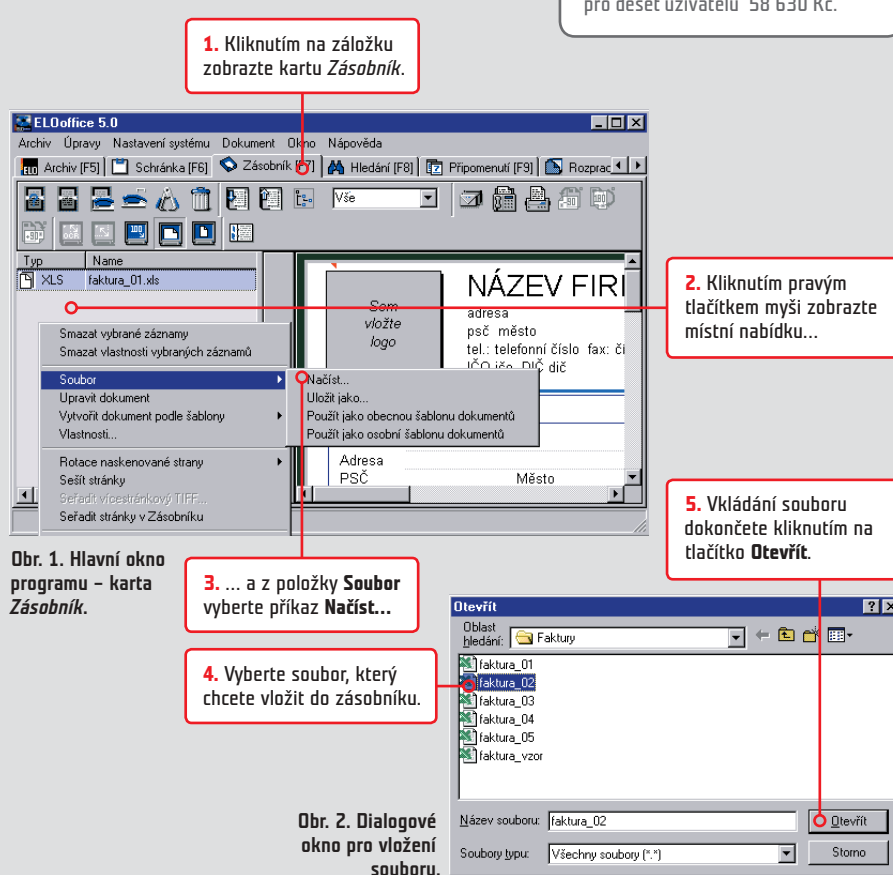 pro deset uživatelů 58 630 Kč.
1. Kliknutím na záložku
zobrazte kartu Zásobník.
ELOoffice 5.0
Archiv Úpravy Nastavení systému Dokument Okno Nápověda
ELO Archiv [F5] Schránka [F6] Zásobník [F7] Hledání [F8] Připomenutí [F9] Rozprac
Vše
Typ Name
XLS faktura_01.xls
NÁZEV FIR
Sem
vložte
logo
adresa
psč město
tel.: telefonní číslo fax: čí
IČO ičo DIČ dič
2. Kliknutím pravým
tlačítkem myši zobrazte
místní nabídku...
Smazat vybrané záznamy
Smazat vlastnosti vybraných záznamů
Soubor
Upravit dokument
Vytvořit dokument podle šablony
Vlastnosti...
Rotace naskenované strany
Sešít stránky
Seřadit vícestránkový TIFF...
Seřadit stránky v Zásobníku
Načíst...
Uložit jako...
Použít jako obecnou šablonu dokumentů
Použít jako osobní šablonu dokumentů
Adresa
PSČ Město
5. Vkládání souboru
dokončete kliknutím na
tlačítko Otevřít.
Obr. 1. Hlavní okno
programu – karta
Zásobník.
3. ... a z položky Soubor
vyberte příkaz Načíst...
4. Vyberte soubor, který
chcete vložit do zásobníku.
Otevřít
Oblast
hledání: Faktury
faktura_01
faktura_02
faktura_03
faktura_04
faktura_05
faktura_vzor
Název souboru: faktura_02 Otevřít
Soubory typu: Všechny soubory (*.*) Storno
Obr. 2. Dialogové
okno pro vložení
souboru.